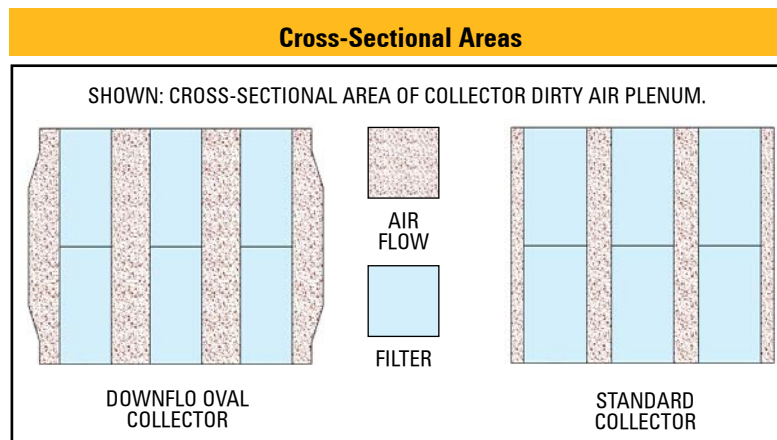 Cross-Sectional Areas
SHOWN: CROSS-SECTIONAL AREA OF COLLECTOR DIRTY AIR PLENUM.
AIR
FLOW
FILTER
DOWNFLO OVAL
COLLECTOR
STANDARD
COLLECTOR